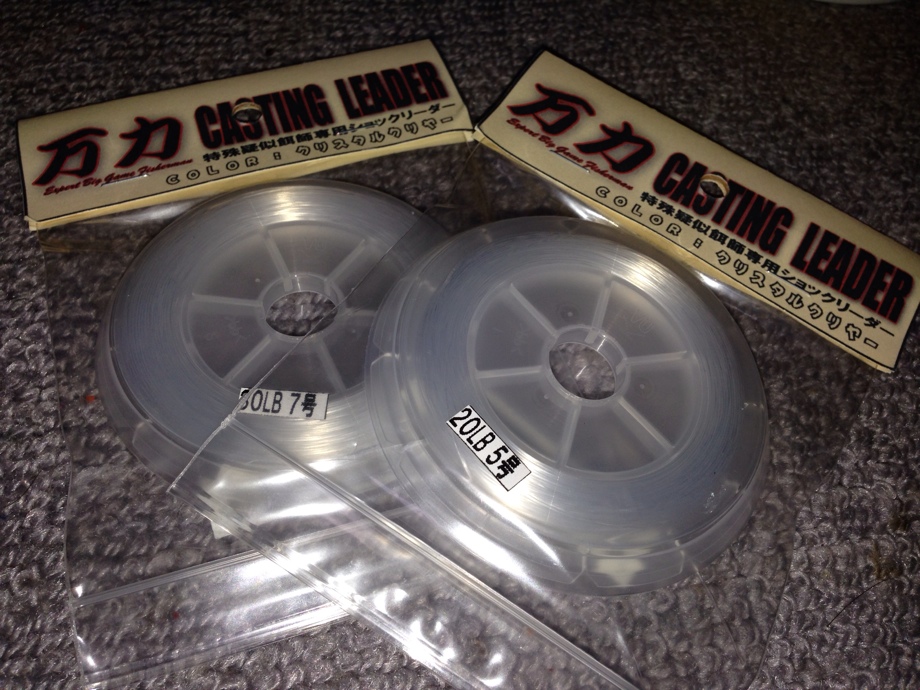 万力 CASTING LEADER
Expert Big Game Fisherman
特殊疑似餌師専用ショックリーダー
COLOR:クリスタルクリヤー
30LB 7号
万力 CASTING LEADER
Expert Big Game Fisherman
特殊疑似餌師専用ショックリーダー
COLOR:クリスタルクリヤー
20LB 5号